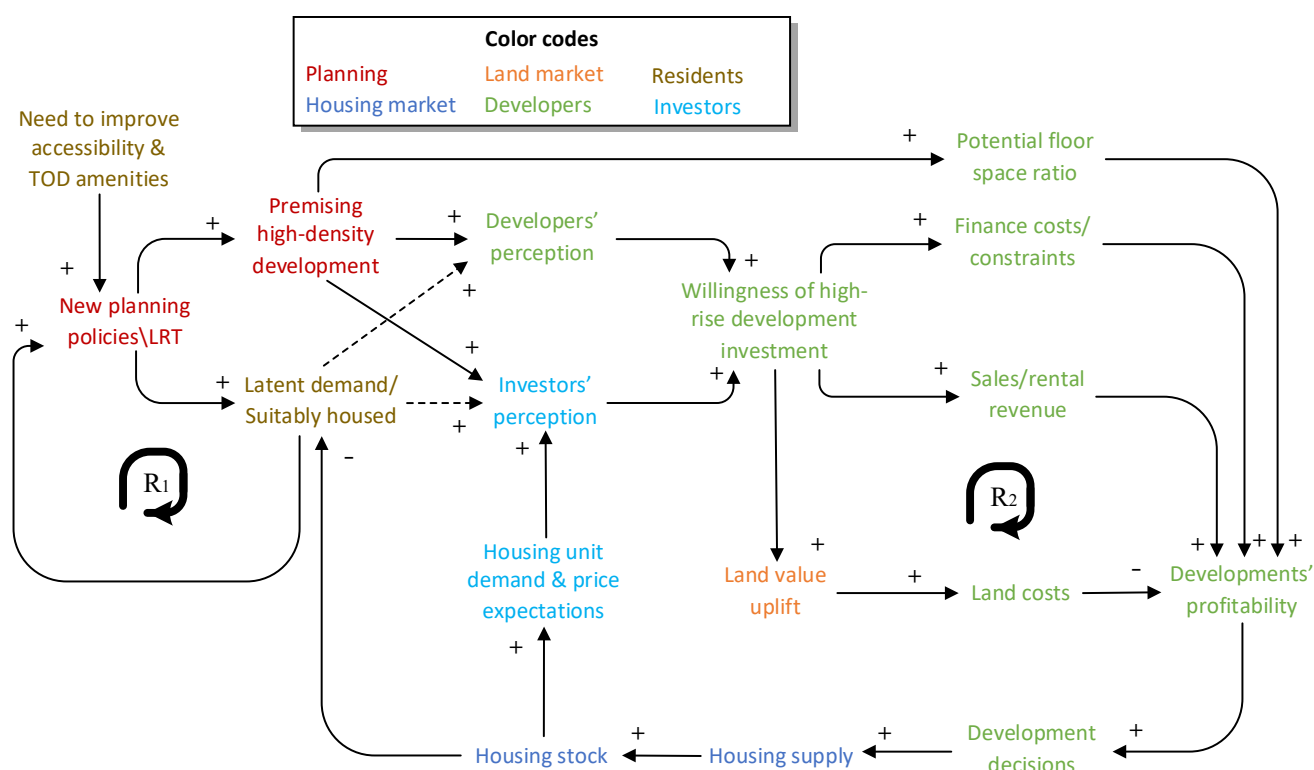 Color codes
Planning
Land market
Residents
Housing market
Developers
Investors
Need to improve
accessibility &
TOD amenities
+
New planning
policies\LRT
+
+
Premising
high-density
development
+
Latent demand/
Suitably housed
-
+
Developers'
perception
+
+
Investors'
perception
+
+
+
Housing unit
demand & price
expectations
+
+
Willingness of high-
rise development
investment
+
+
Potential floor
space ratio
+
Finance costs/
constraints
+
Sales/rental
revenue
+
Land value
uplift
+
Land costs
+
-
+
+
+
Developments'
profitability
R1
R2
Housing stock
+
Housing supply
+
Development
decisions
+